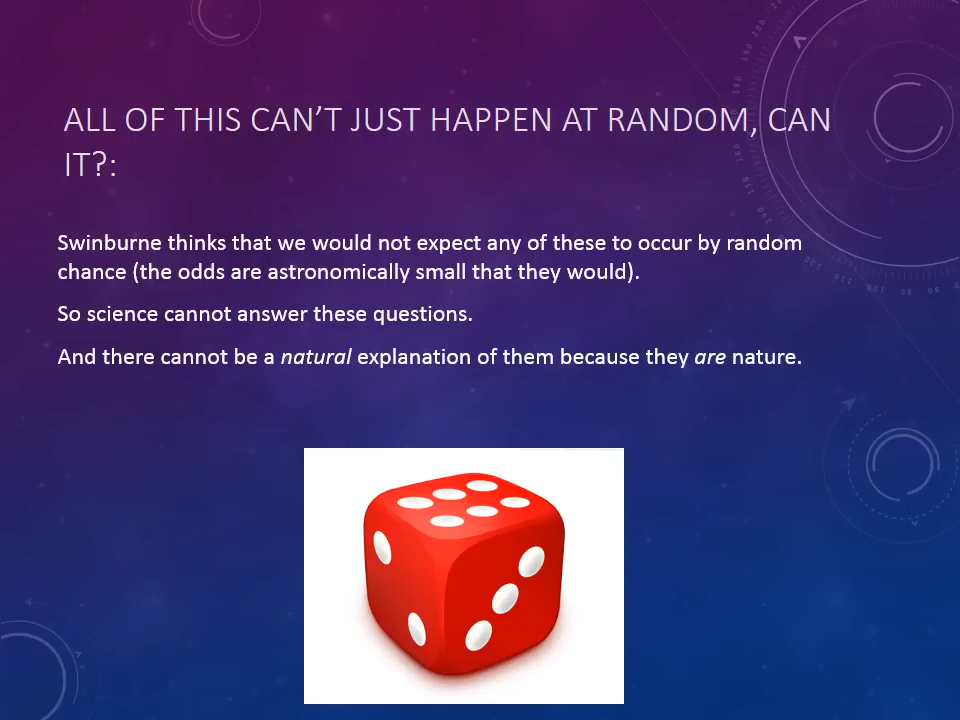 ALL OF THIS CAN'T JUST HAPPEN AT RANDOM, CAN
IT?:
Swinburne thinks that we would not expect any of these to occur by random
chance (the odds are astronomically small that they would).
So science cannot answer these questions.
And there cannot be a natural explanation of them because they are nature.